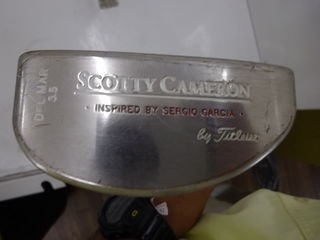 SCOTTY CAMERON
• INSPIRED BY SERGIO GARCIA •
by Titleist
DEL MAR
3.5